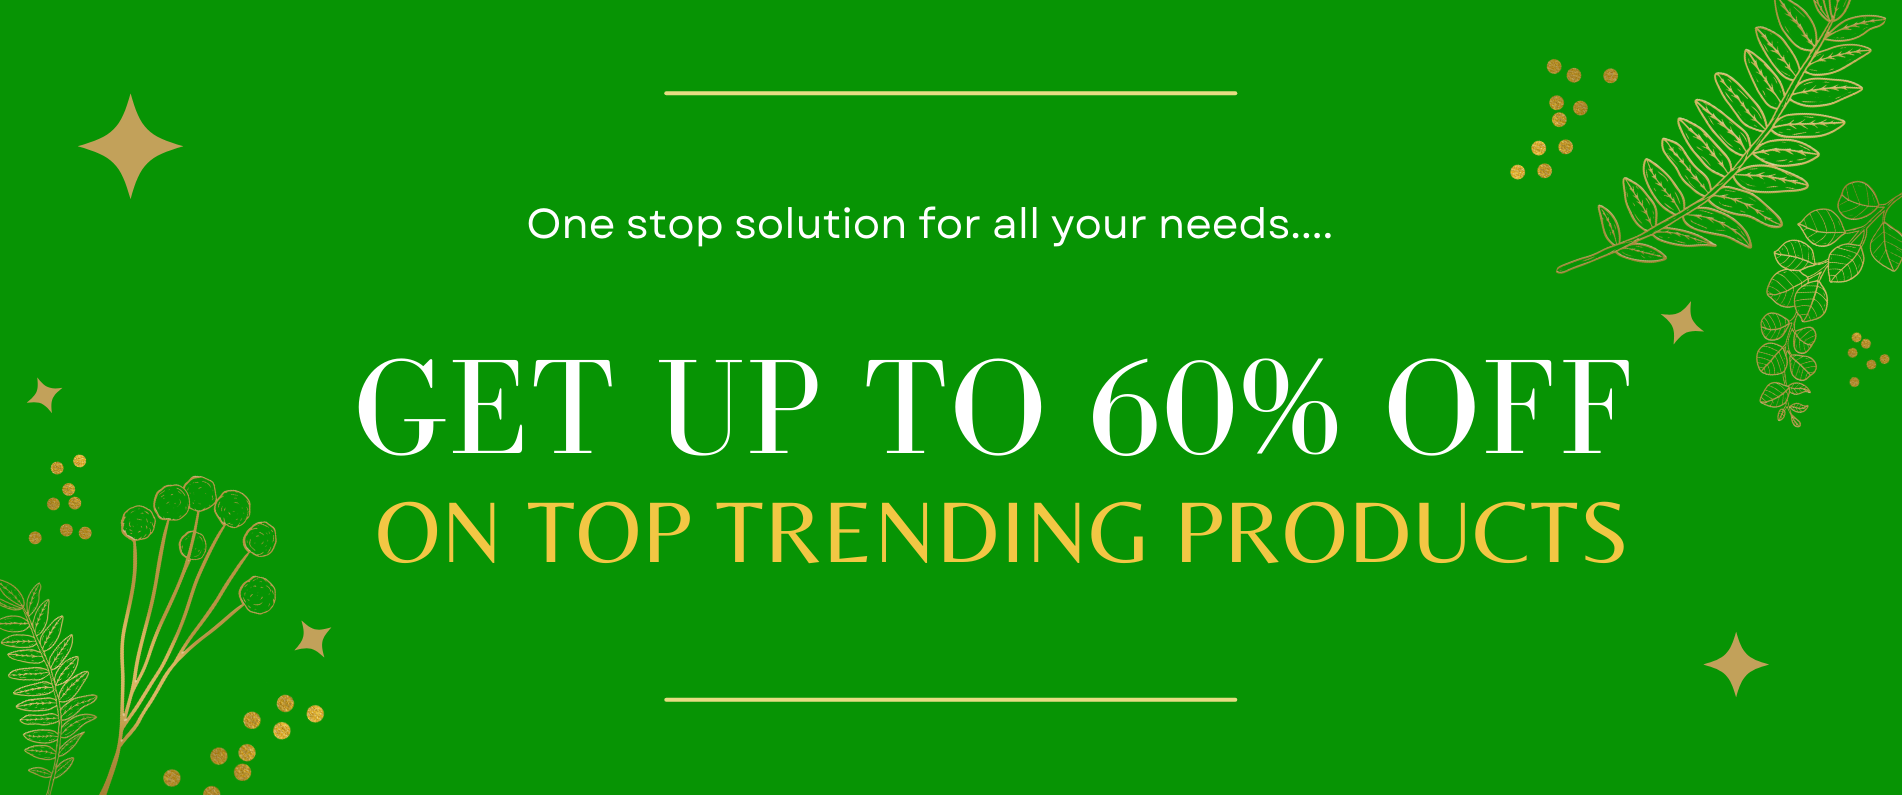 One stop solution for all your needs....
GET UP TO 60% OFF
ON TOP TRENDING PRODUCTS